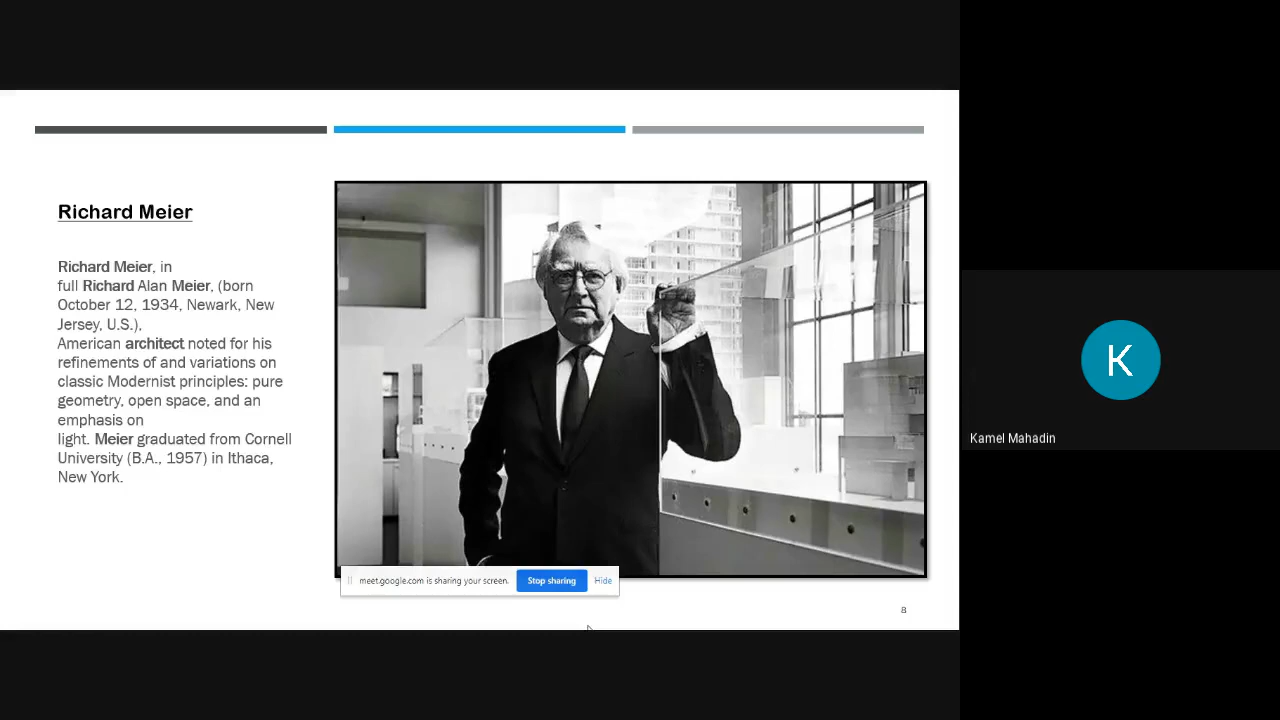 Richard Meier
Richard Meier, in
full Richard Alan Meier, (born
October 12, 1934, Newark, New
Jersey, U.S.),
American architect noted for his
refinements of and variations on
classic Modernist principles: pure
geometry, open space, and an
emphasis on
light. Meier graduated from Cornell
University (B.A., 1957) in Ithaca,
New York.
meet.google.com is sharing your screen. Stop sharing Hide
8
K
Kamel Mahadin